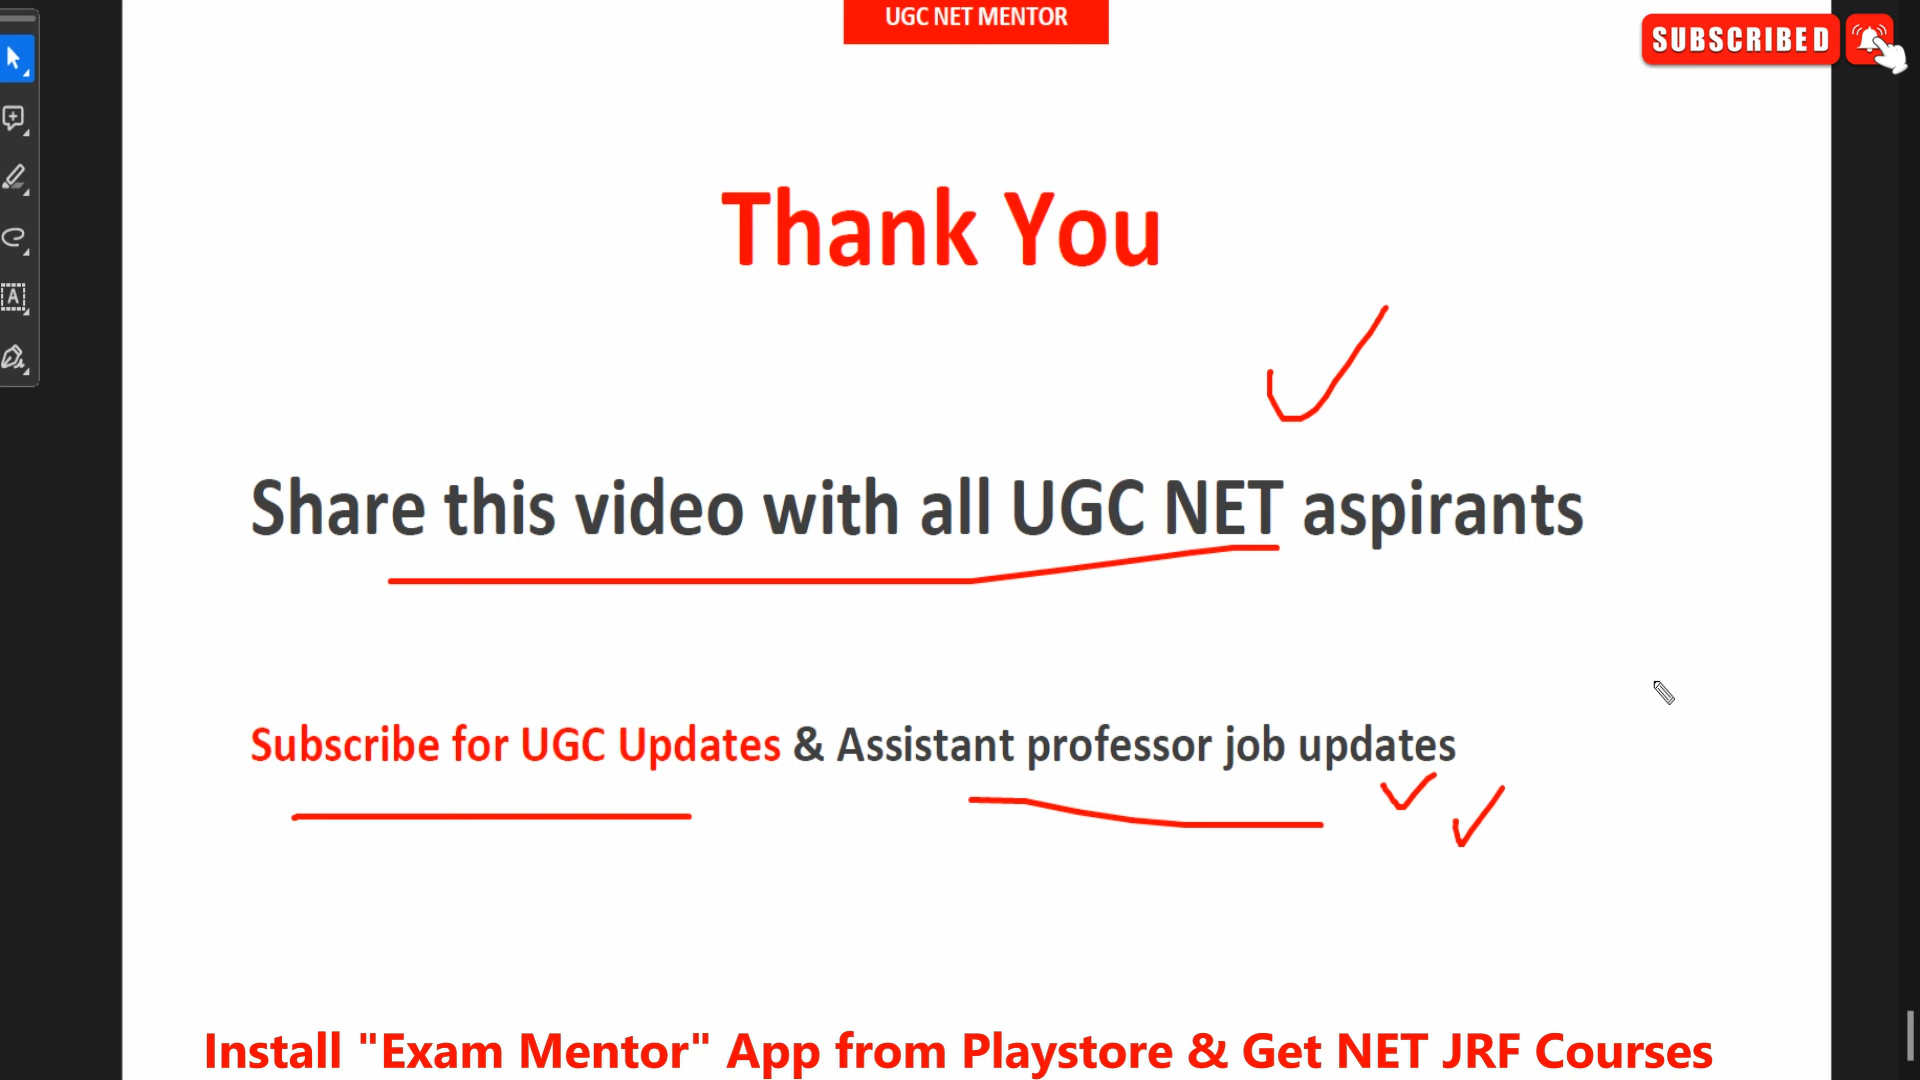 UGC NET MENTOR
SUBSCRIBED
Thank You
Share this video with all UGC NET aspirants
Subscribe for UGC Updates & Assistant professor job updates
Install "Exam Mentor" App from Playstore & Get NET JRF Courses